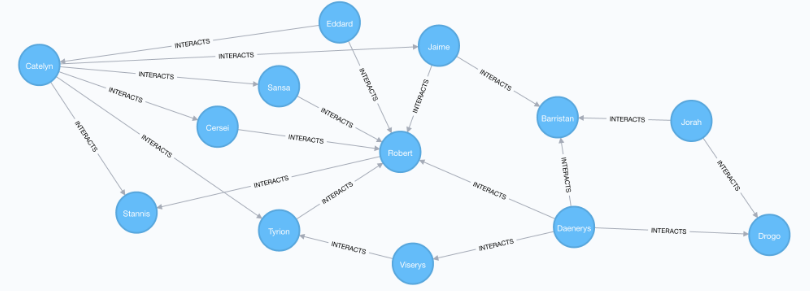 Eddard
INTERACTS
Jaime
INTERACTS
Catelyn
INTERACTS
INTERACTS
INTERACTS
Sansa
INTERACTS
INTERACTS
INTERACTS
Barristan
INTERACTS
Jorah
Cersei
INTERACTS
INTERACTS
INTERACTS
INTERACTS
Robert
INTERACTS
INTERACTS
INTERACTS
INTERACTS
INTERACTS
Stannis
Tyrion
Daenerys
INTERACTS
Drogo
INTERACTS
INTERACTS
Viserys